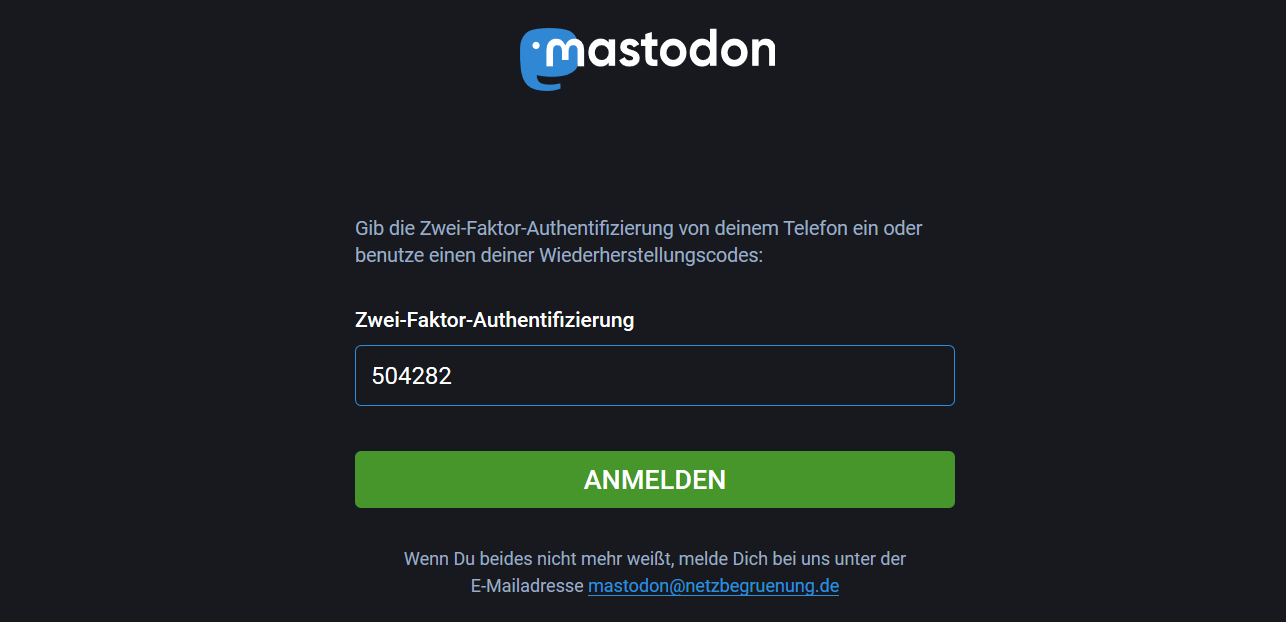 mastodon
Gib die Zwei-Faktor-Authentifizierung von deinem Telefon ein oder
benutze einen deiner Wiederherstellungscodes:
Zwei-Faktor-Authentifizierung
504282
ANMELDEN
Wenn Du beides nicht mehr weißt, melde Dich bei uns unter der
E-Mailadresse mastodon@netzbegruenung.de